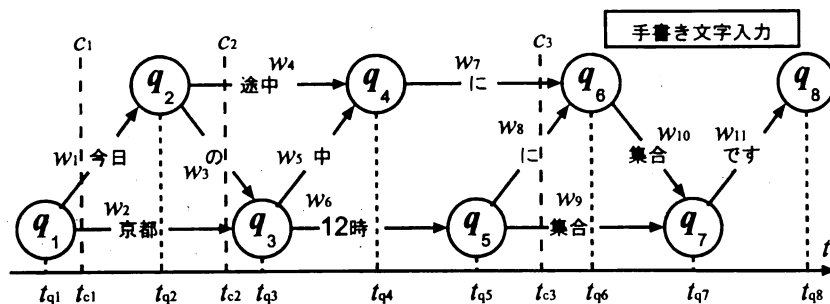 c1 c2 c3 手書き文字入力
w4 w7
q2 途中 q4 に q6 q8
w1 今日 の w3 w5 中 w8 に w10 集合 w11 です
w2 w6 w9
q1 京都 q3 12時 q5 集合 q7
t
tq1 tc1 tq2 tc2 tq3 tq4 tq5 tc3 tq6 tq7 tq8